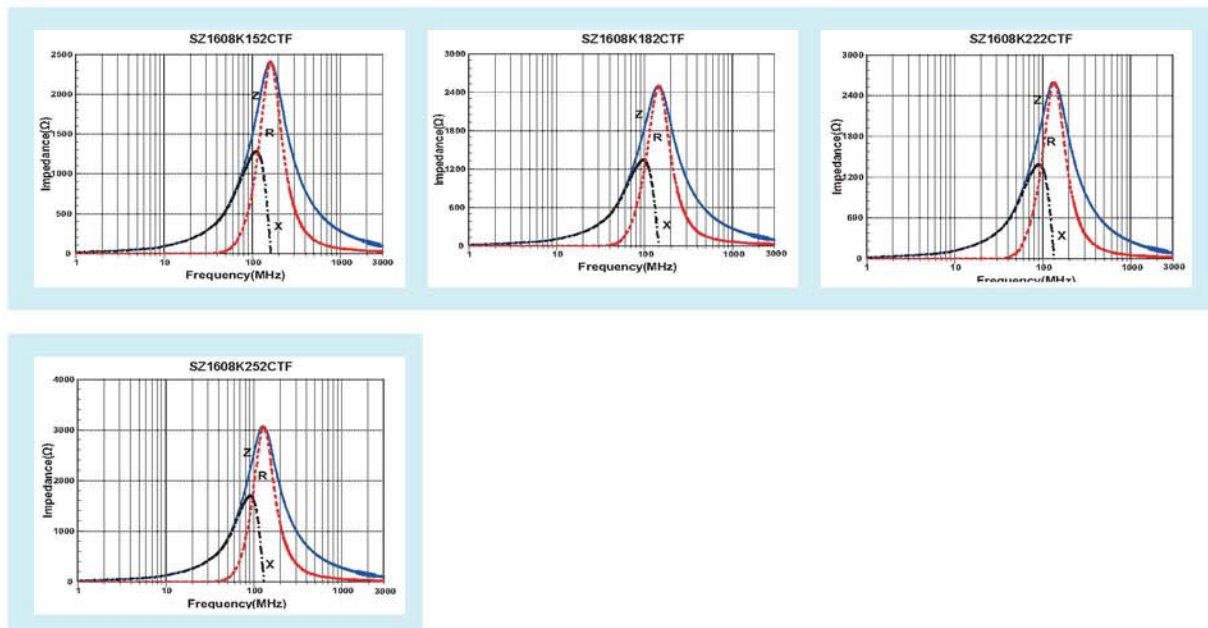 SZ1608K152CTF
2500
2000
1500
1000
500
0
Impedance(Ω)
Z
R
X
1
10
100
1000
3000
Frequency(MHz)
SZ1608K182CTF
3000
2400
1800
1200
600
0
Impedance(Ω)
Z
R
X
1
10
100
1000
3000
Frequency(MHz)
SZ1608K222CTF
3000
2400
1800
1200
600
0
Impedance(Ω)
Z
R
X
1
10
100
1000
3000
Frequency(MHz)
SZ1608K252CTF
4000
3000
2000
1000
0
Impedance(Ω)
Z
R
X
1
10
100
1000
3000
Frequency(MHz)